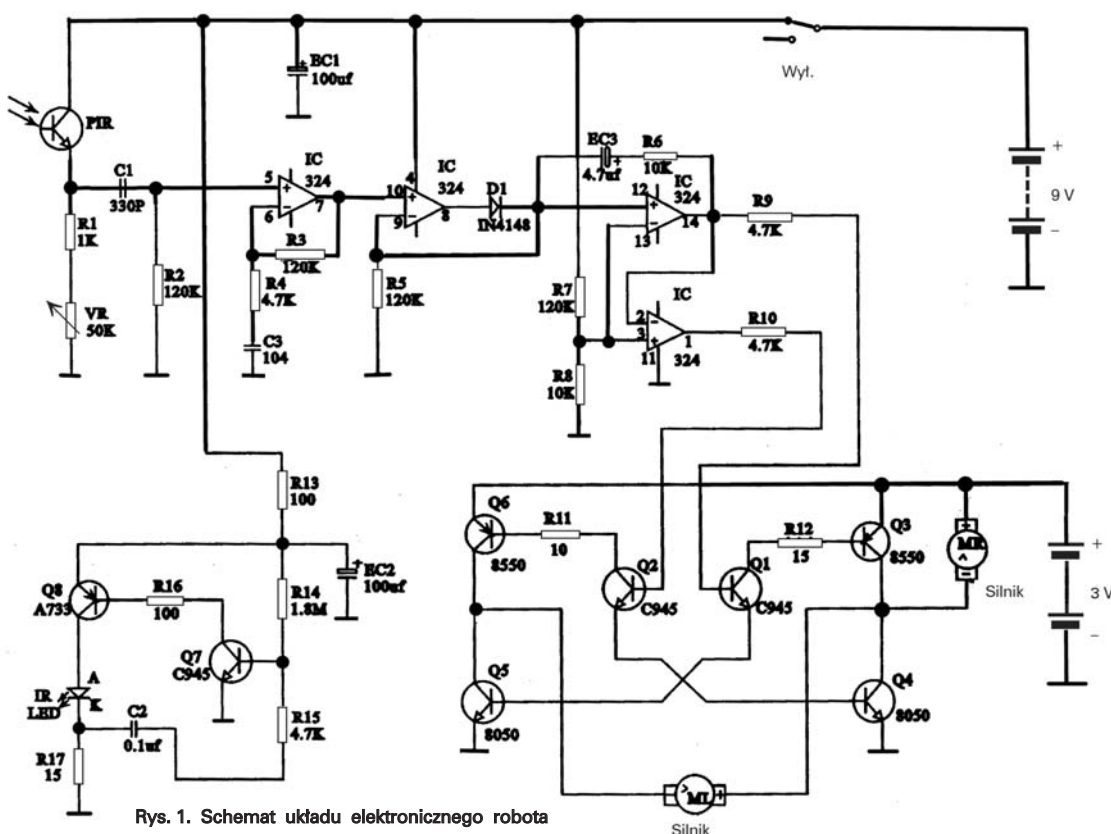 EC1
100uf
Wył.
PIR
+
9 V
–
C1
330P
R1
1K
VR
50K
R2
120K
5
6
7
IC
324
R3
120K
R4
4.7K
C3
104
10
9
4
8
IC
324
D1
IN4148
R5
120K
EC3
4.7uf
R6
10K
12
13
14
IC
324
R9
4.7K
R7
120K
R8
10K
IC
2
3
11
1
324
R10
4.7K
R13
100
EC2
100uf
R14
1.8M
Q8
A733
R16
100
Q7
C945
A
K
IR
LED
C2
0.1uf
R15
4.7K
R17
15
Q6
8550
R11
10
Q2
C945
Q1
C945
R12
15
Q3
8550
MR
Silnik
+
3 V
–
Q5
8050
Q4
8050
ML
Silnik
Rys. 1. Schemat układu elektronicznego robota